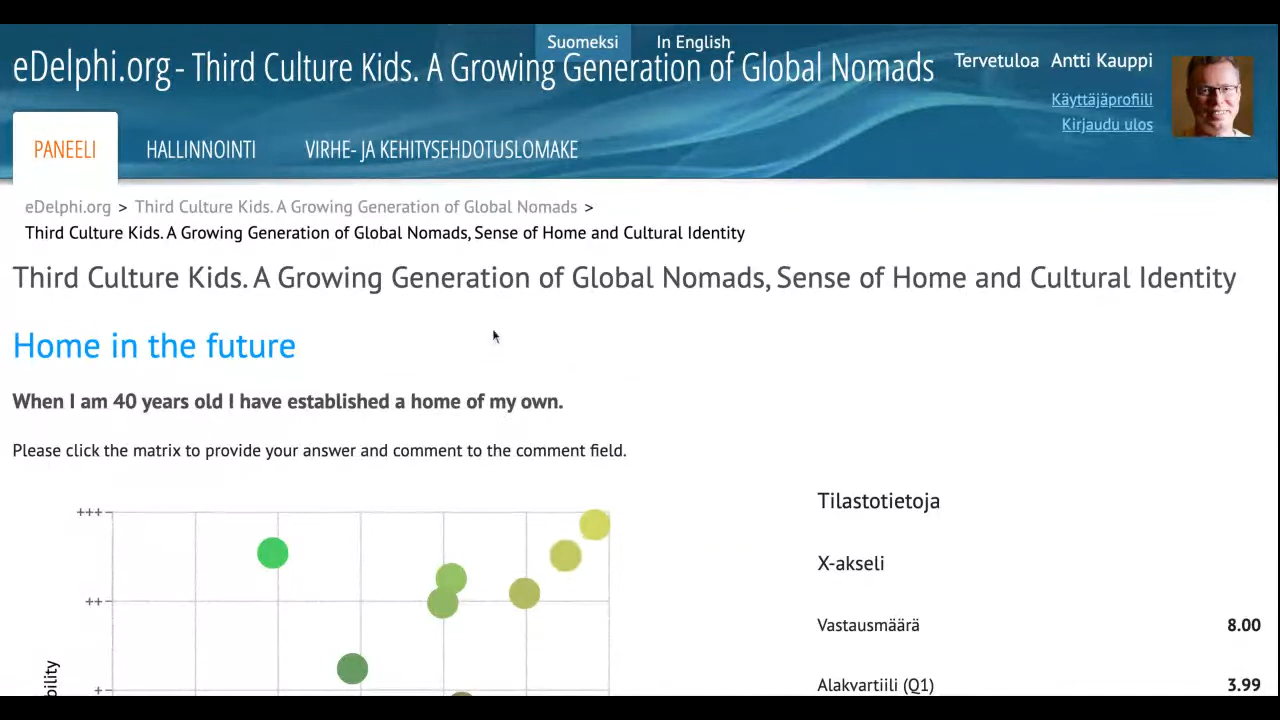 Suomeksi In English
eDelphi.org - Third Culture Kids. A Growing Generation of Global Nomads
Tervetuloa Antti Kauppi
Käyttäjäprofiili
Kirjaudu ulos
PANEELI HALLINNOINTI VIRHE- JA KEHITYSEHDOTUSLOMAKE
eDelphi.org > Third Culture Kids. A Growing Generation of Global Nomads >
Third Culture Kids. A Growing Generation of Global Nomads, Sense of Home and Cultural Identity
Third Culture Kids. A Growing Generation of Global Nomads, Sense of Home and Cultural Identity
Home in the future
When I am 40 years old I have established a home of my own.
Please click the matrix to provide your answer and comment to the comment field.
+++
++
+
bility
Tilastotietoja
X-akseli
Vastausmäärä 8.00
Alakvartiili (Q1) 3.99